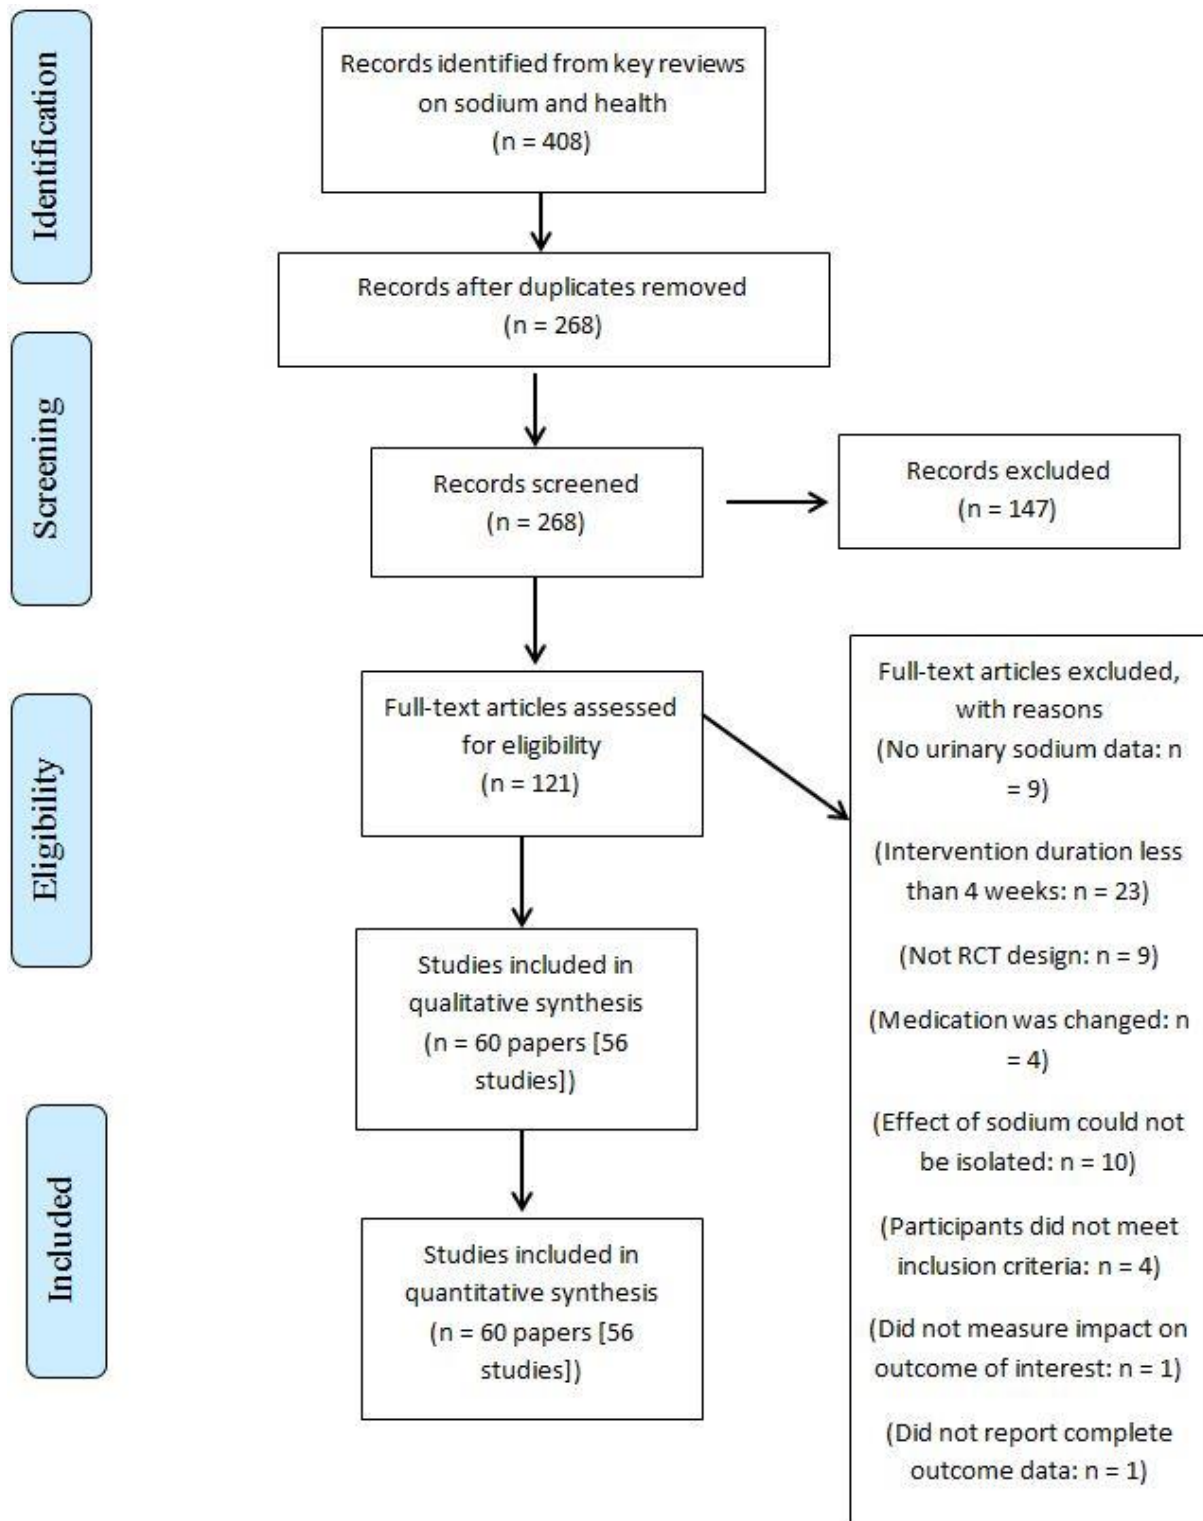 Identification
Records identified from key reviews
on sodium and health
(n = 408)
Records after duplicates removed
(n = 268)
Screening
Records screened
(n = 268)
Records excluded
(n = 147)
Eligibility
Full-text articles assessed
for eligibility
(n = 121)
Full-text articles excluded,
with reasons
(No urinary sodium data: n
= 9)
(Intervention duration less
than 4 weeks: n = 23)
(Not RCT design: n = 9)
(Medication was changed: n
= 4)
(Effect of sodium could not
be isolated: n = 10)
(Participants did not meet
inclusion criteria: n = 4)
(Did not measure impact on
outcome of interest: n = 1)
(Did not report complete
outcome data: n = 1)
Studies included in
qualitative synthesis
(n = 60 papers [56
studies])
Included
Studies included in
quantitative synthesis
(n = 60 papers [56
studies])